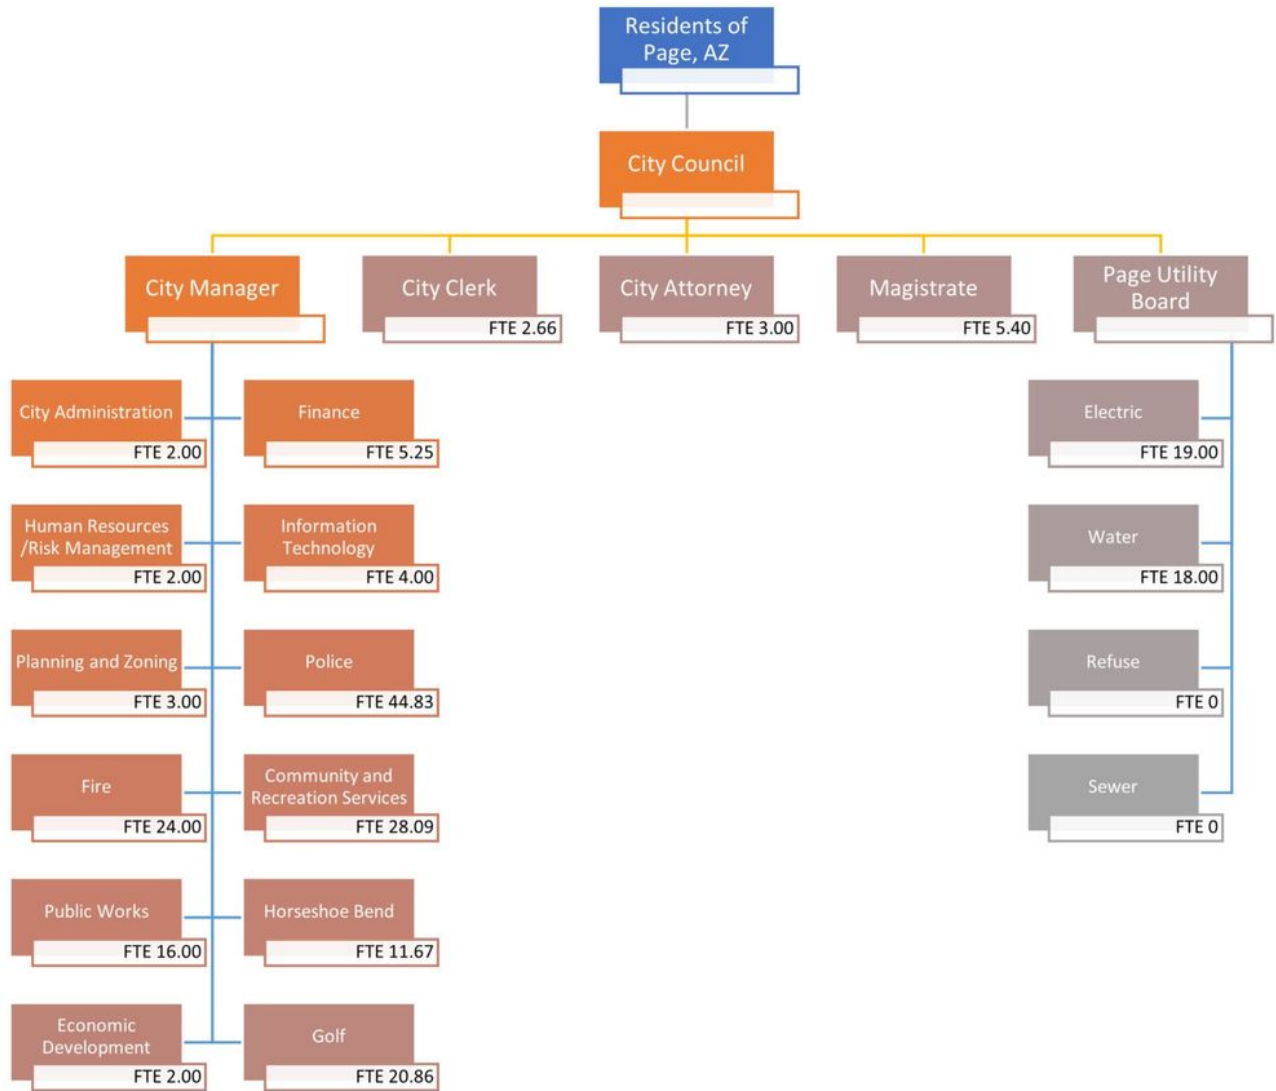 Residents of
Page, AZ
City Council
City Manager
City Clerk
FTE 2.66
City Attorney
FTE 3.00
Magistrate
FTE 5.40
Page Utility
Board
City Administration
FTE 2.00
Finance
FTE 5.25
Human Resources
/Risk Management
FTE 2.00
Information
Technology
FTE 4.00
Planning and Zoning
FTE 3.00
Police
FTE 44.83
Fire
FTE 24.00
Community and
Recreation Services
FTE 28.09
Public Works
FTE 16.00
Horseshoe Bend
FTE 11.67
Economic
Development
FTE 2.00
Golf
FTE 20.86
Electric
FTE 19.00
Water
FTE 18.00
Refuse
FTE 0
Sewer
FTE 0